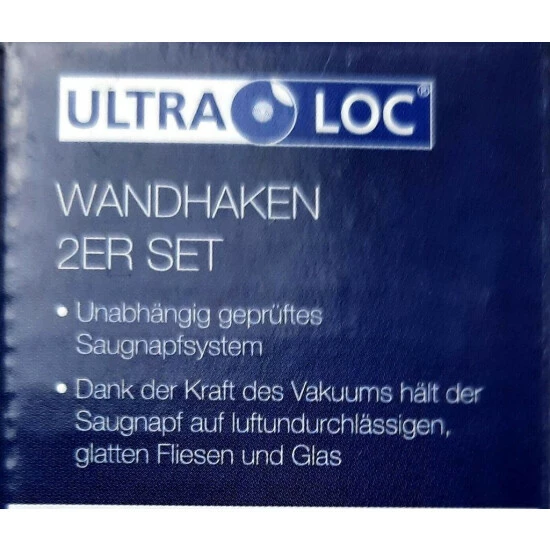 ULTRA LOC®
WANDHAKEN
2ER SET
• Unabhängig geprüftes
Saugnapfsystem
• Dank der Kraft des Vakuums hält der
Saugnapf auf luftundurchlässigen,
glatten Fliesen und Glas